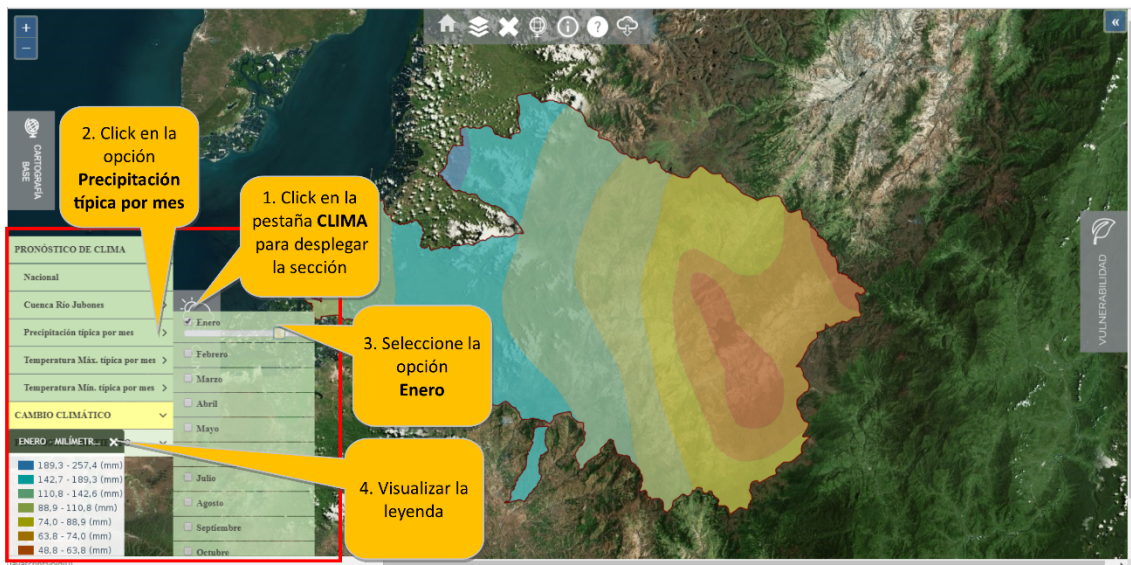 +
−
«
CARTOGRAFÍA
BASE
2. Click en la
opción
Precipitación
típica por mes
1. Click en la
pestaña CLIMA
para desplegar
la sección
VULNERABILIDAD
PRONÓSTICO DE CLIMA
Nacional
Cuenca Río Jubones
Precipitación típica por mes
Temperatura Máx. típica por mes
Temperatura Mín. típica por mes
CAMBIO CLIMÁTICO
Enero
Febrero
Marzo
Abril
Mayo
Julio
Agosto
Septiembre
Octubre
3. Seleccione la
opción
Enero
ENERO - MILÍMETR...
189,3 - 257,4 (mm)
142,7 - 189,3 (mm)
110,8 - 142,6 (mm)
88,9 - 110,8 (mm)
74,0 - 88,9 (mm)
63,8 - 74,0 (mm)
48,8 - 63,8 (mm)
4. Visualizar la
leyenda